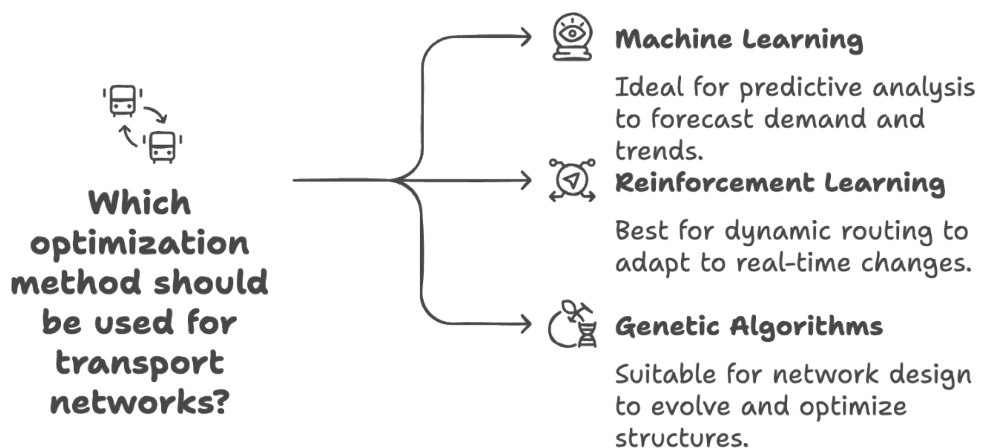 Which
optimization
method should
be used for
transport
networks?
Machine Learning
Ideal for predictive analysis
to forecast demand and
trends.
Reinforcement Learning
Best for dynamic routing to
adapt to real-time changes.
Genetic Algorithms
Suitable for network design
to evolve and optimize
structures.